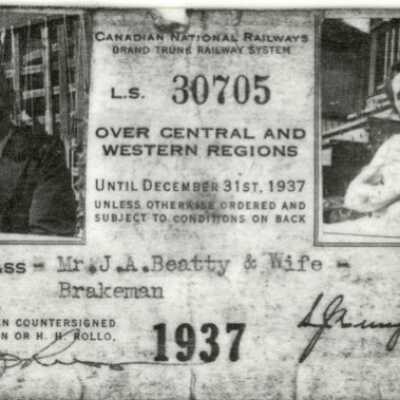 Canadian National Railways
Grand Trunk Railway System
L.S. 30705
Over Central and
Western Regions
Until December 31st, 1937
unless otherwise ordered and
subject to conditions on back
ss - Mr.J.A.Beatty & Wife -
Brakeman
n countersigned
n or H. H. Rollo,
1937